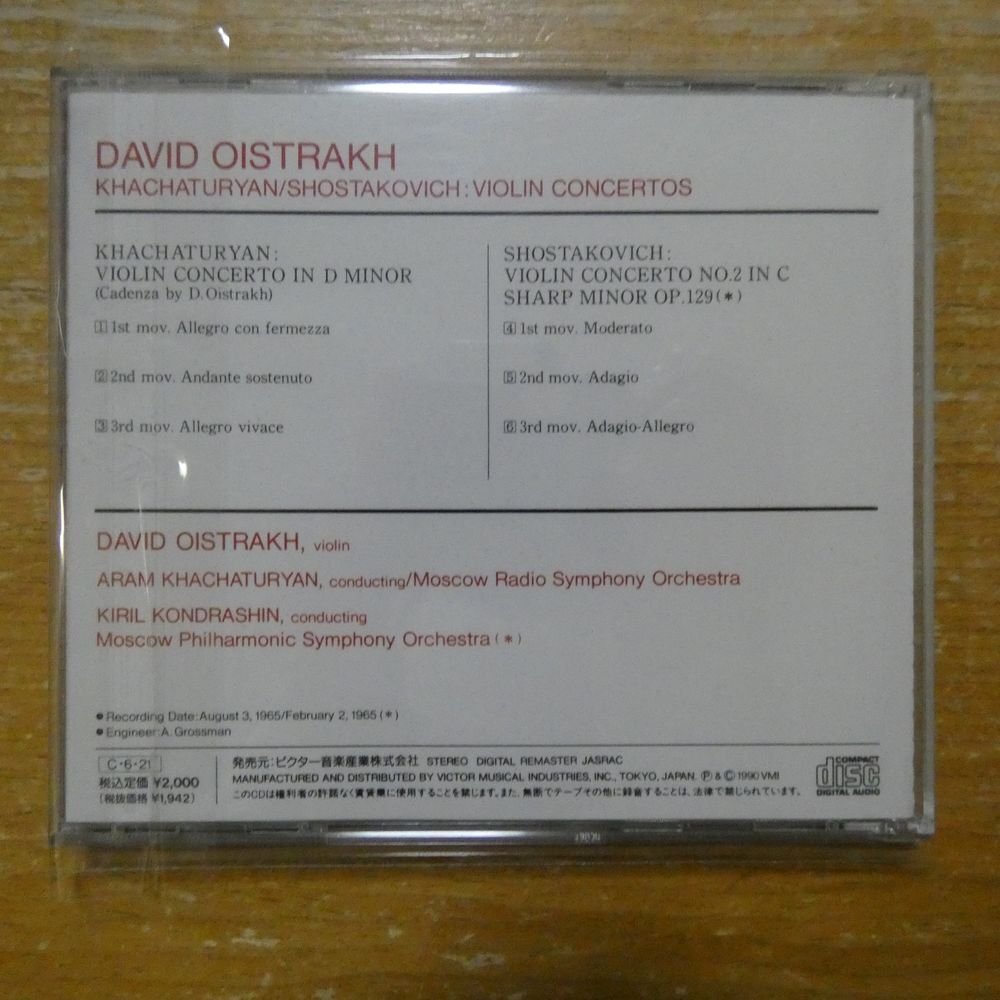 DAVID OISTRAKH
KHACHATURYAN/SHOSTAKOVICH: VIOLIN CONCERTOS
KHACHATURYAN:
VIOLIN CONCERTO IN D MINOR
(Cadenza by D.Oistrakh)
1 1st mov. Allegro con fermezza
2 2nd mov. Andante sostenuto
3 3rd mov. Allegro vivace
SHOSTAKOVICH:
VIOLIN CONCERTO NO.2 IN C
SHARP MINOR OP.129(*)
4 1st mov. Moderato
5 2nd mov. Adagio
6 3rd mov. Adagio-Allegro
DAVID OISTRAKH, violin
ARAM KHACHATURYAN, conducting/Moscow Radio Symphony Orchestra
KIRIL KONDRASHIN, conducting
Moscow Philharmonic Symphony Orchestra(*)
● Recording Date: August 3, 1965/February 2, 1965 (*)
● Engineer: A. Grossman
C・6・21
税込定価 ¥2,000
(税抜価格 ¥1,942)
発売元:ビクター音楽産業株式会社 STEREO DIGITAL REMASTER JASRAC
MANUFACTURED AND DISTRIBUTED BY VICTOR MUSICAL INDUSTRIES, INC., TOKYO, JAPAN. Ⓟ & Ⓒ 1990 VMI
このCDは権利者の許諾なく賃貸業に使用することを禁じます。また、無断でテープその他に録音することは、法律で禁じられています。
COMPACT
disc
DIGITAL AUDIO